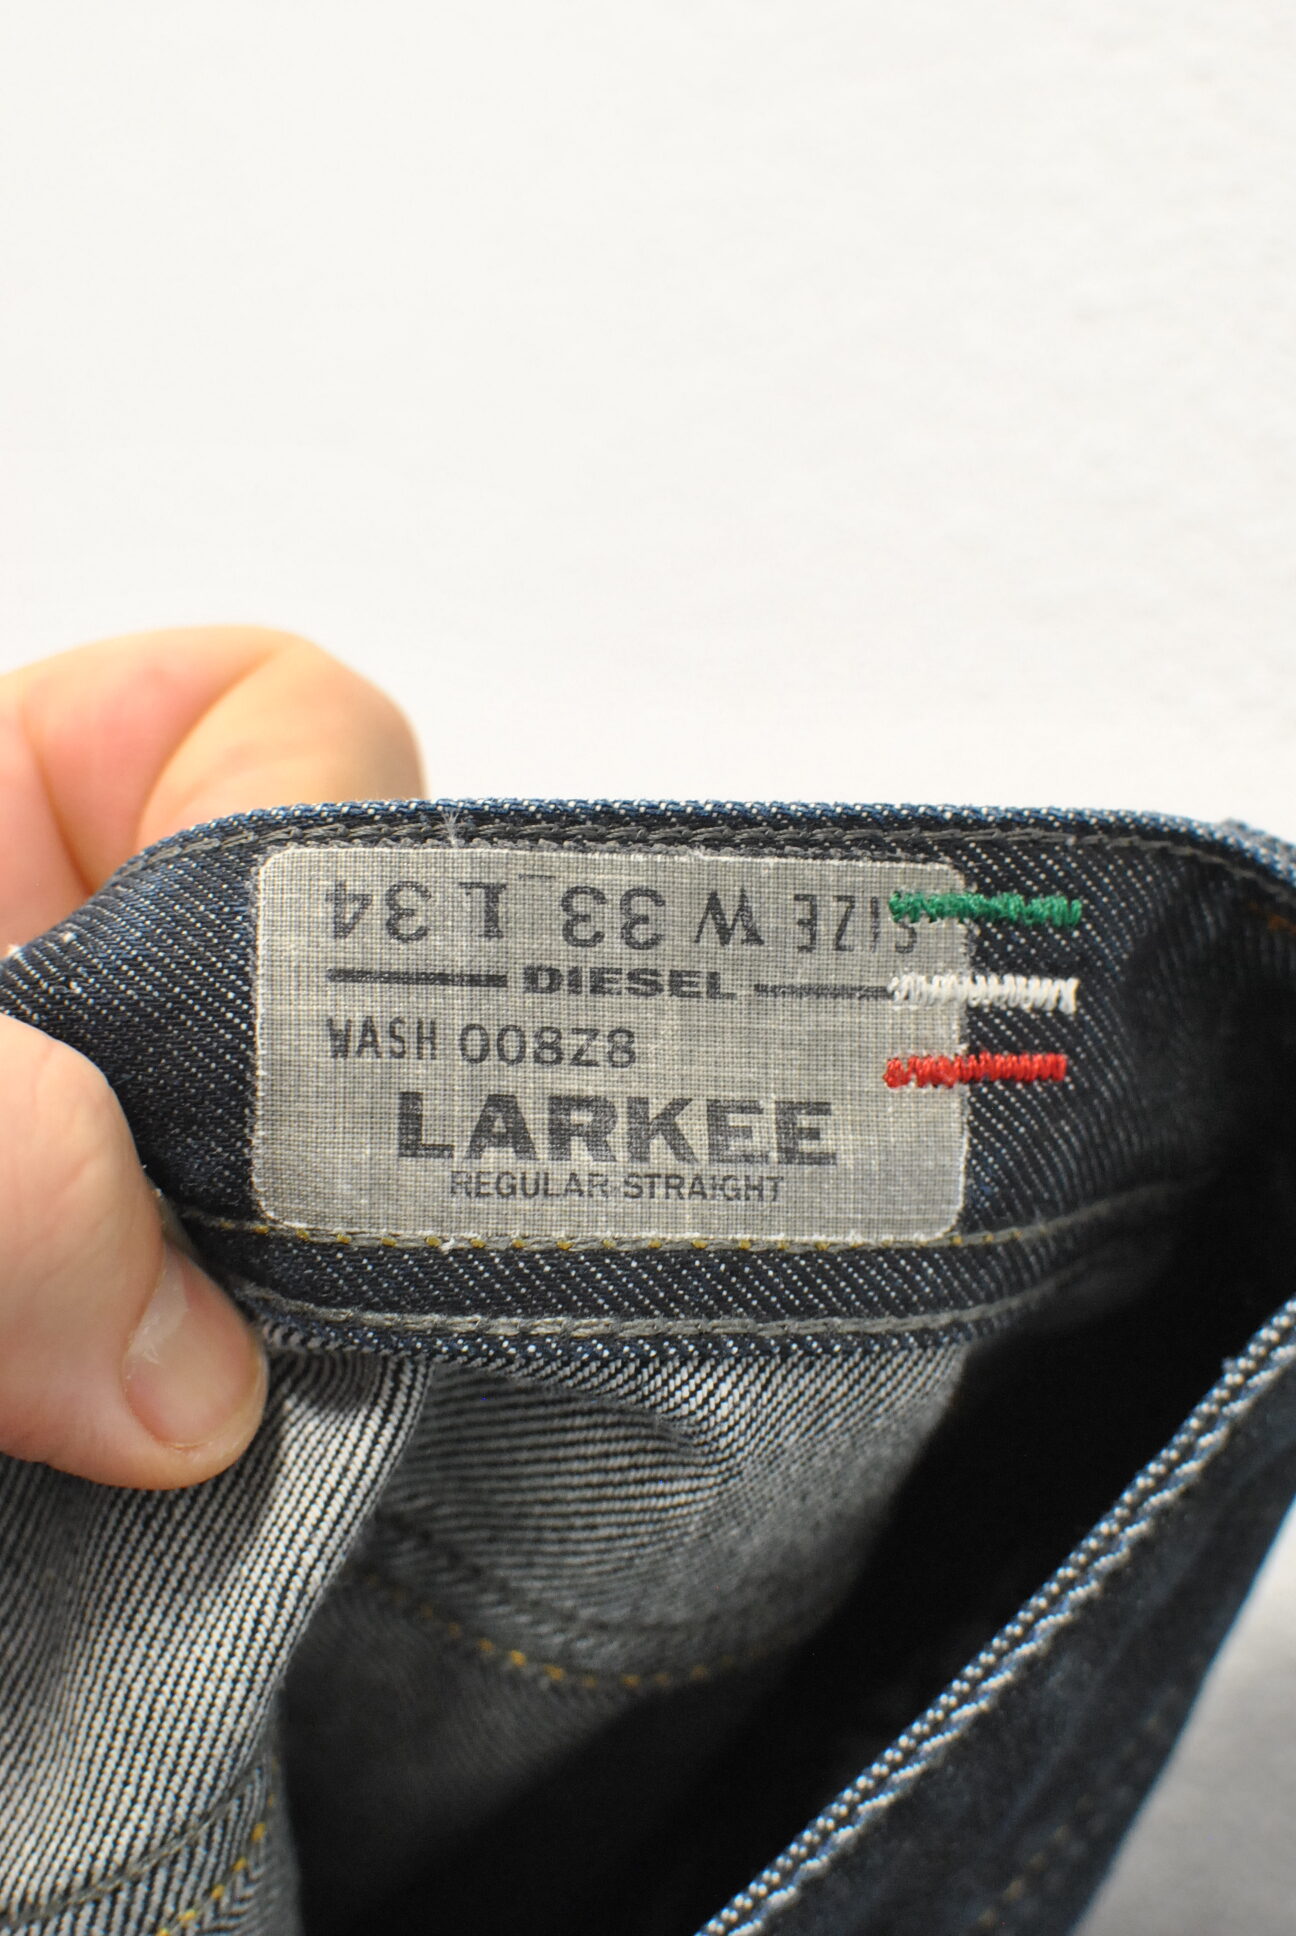 SIZE W 33 L 34
DIESEL
WASH 008Z8
LARKEE
REGULAR-STRAIGHT